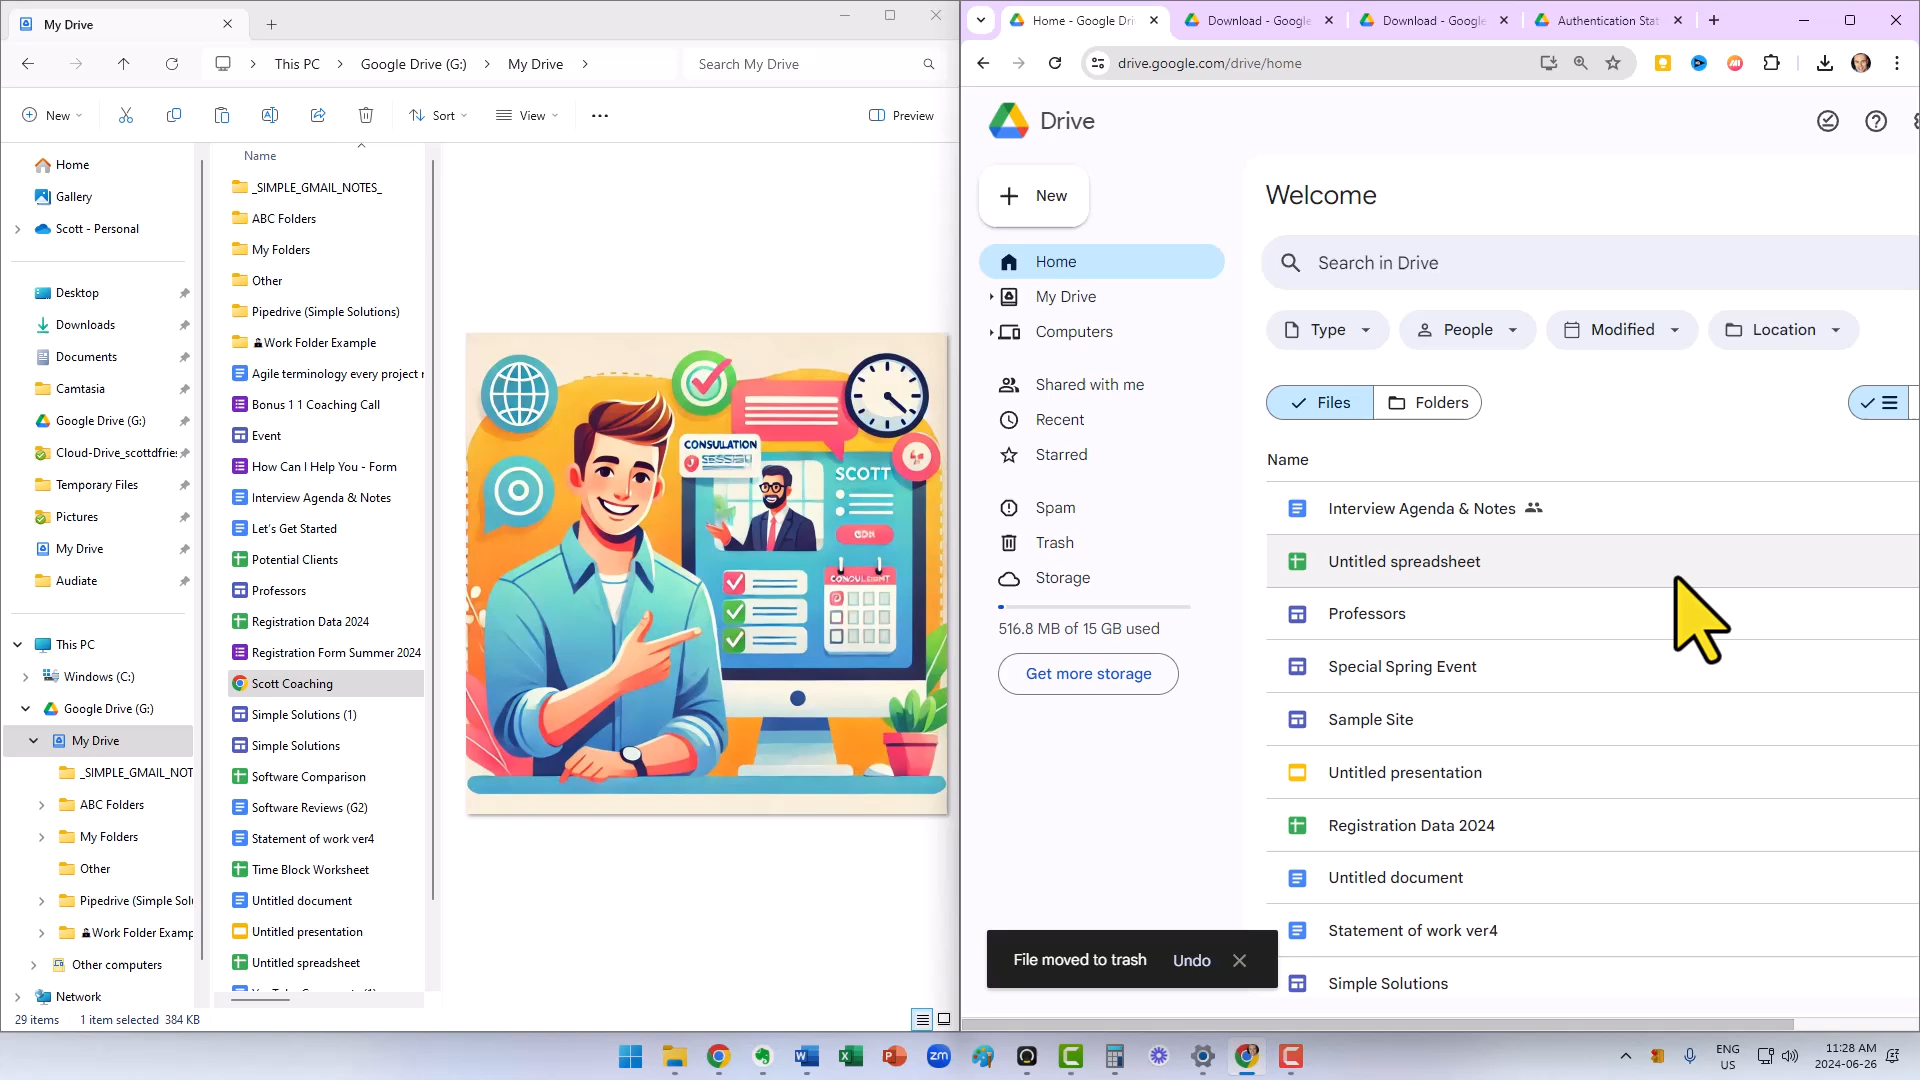 My Drive
This PC
Google Drive (G:)
My Drive
Search My Drive
New
Sort
View
Preview
Home
Gallery
Scott - Personal
Desktop
Downloads
Documents
Camtasia
Google Drive (G:)
Cloud-Drive_scottdfries
Temporary Files
Pictures
My Drive
Audiate
This PC
Windows (C:)
Google Drive (G:)
My Drive
_SIMPLE_GMAIL_NOT
ABC Folders
My Folders
Other
Pipedrive (Simple Sol
Work Folder Examp
Other computers
Network
29 items
1 item selected 384 KB
Name
_SIMPLE_GMAIL_NOTES_
ABC Folders
My Folders
Other
Pipedrive (Simple Solutions)
Work Folder Example
Agile terminology every project r
Bonus 1 1 Coaching Call
Event
How Can I Help You - Form
Interview Agenda & Notes
Let's Get Started
Potential Clients
Professors
Registration Data 2024
Registration Form Summer 2024
Scott Coaching
Simple Solutions (1)
Simple Solutions
Software Comparison
Software Reviews (G2)
Statement of work ver4
Time Block Worksheet
Untitled document
Untitled presentation
Untitled spreadsheet
CONSULATION
SCOTT
Home - Google Dri
Download - Google
Download - Google
Authentication Stat
drive.google.com/drive/home
Drive
New
Home
My Drive
Computers
Shared with me
Recent
Starred
Spam
Trash
Storage
516.8 MB of 15 GB used
Get more storage
Welcome
Search in Drive
Type
People
Modified
Location
Files
Folders
Name
Interview Agenda & Notes
Untitled spreadsheet
Professors
Special Spring Event
Sample Site
Untitled presentation
Registration Data 2024
Untitled document
Statement of work ver4
Simple Solutions
File moved to trash
Undo
zm
ENG
US
11:28 AM
2024-06-26